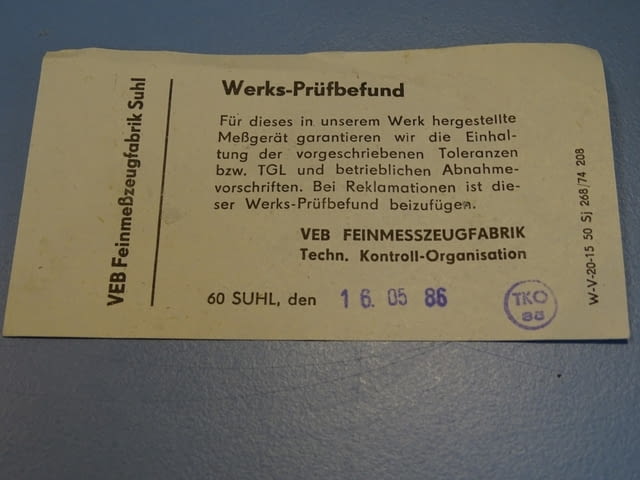 VEB Feinmeßzeugfabrik Suhl
Werks-Prüfbefund
Für dieses in unserem Werk hergestellte
Meßgerät garantieren wir die Einhal-
tung der vorgeschriebenen Toleranzen
bzw. TGL und betrieblichen Abnahme-
vorschriften. Bei Reklamationen ist die-
ser Werks-Prüfbefund beizufügen.
VEB FEINMESSZEUGFABRIK
Techn. Kontroll-Organisation
60 SUHL, den 16. 05 86
TKO
W-V-20-15 50 Sj 268/74 208